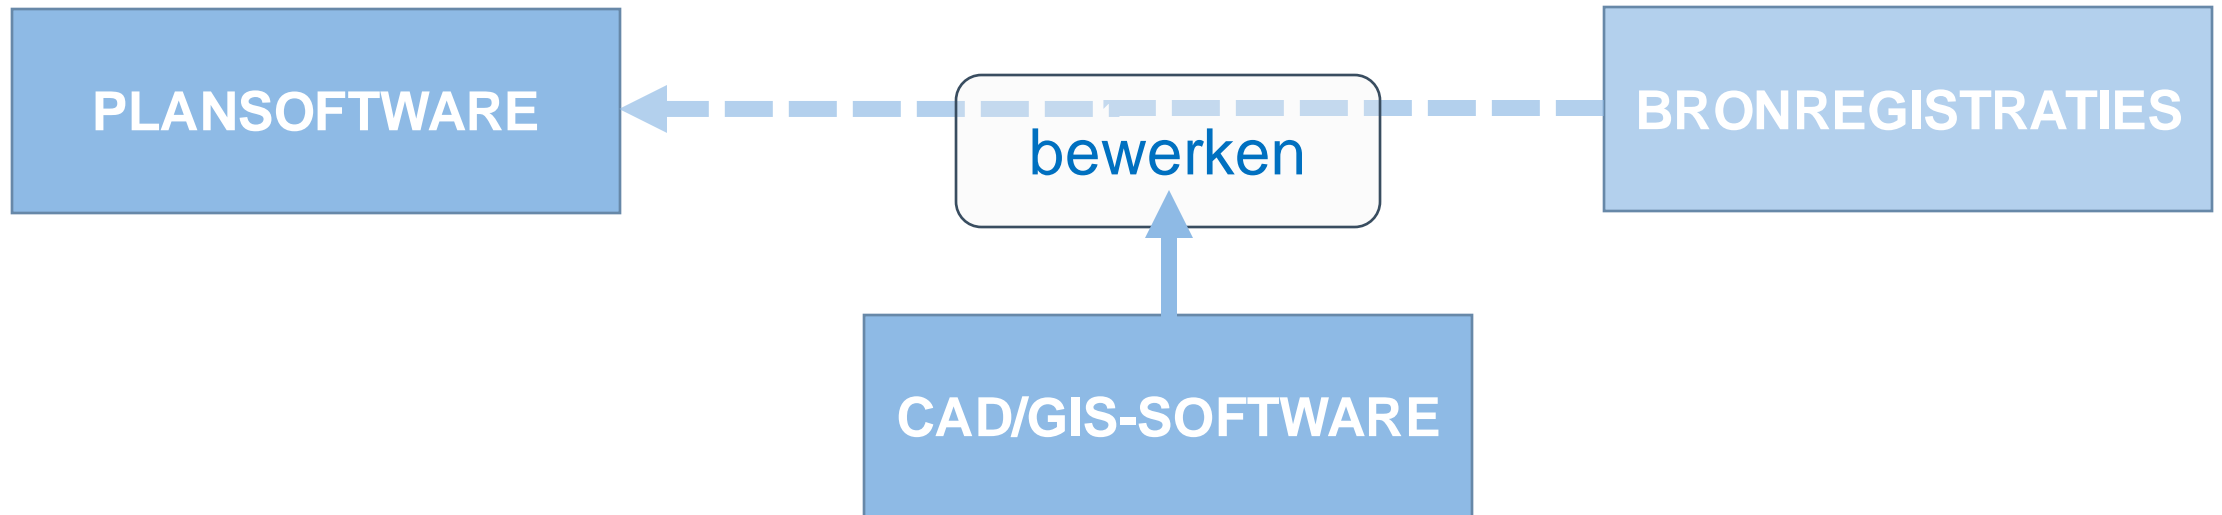 PLANSOFTWARE
bewerken
BRONREGISTRATIES
CAD/GIS-SOFTWARE